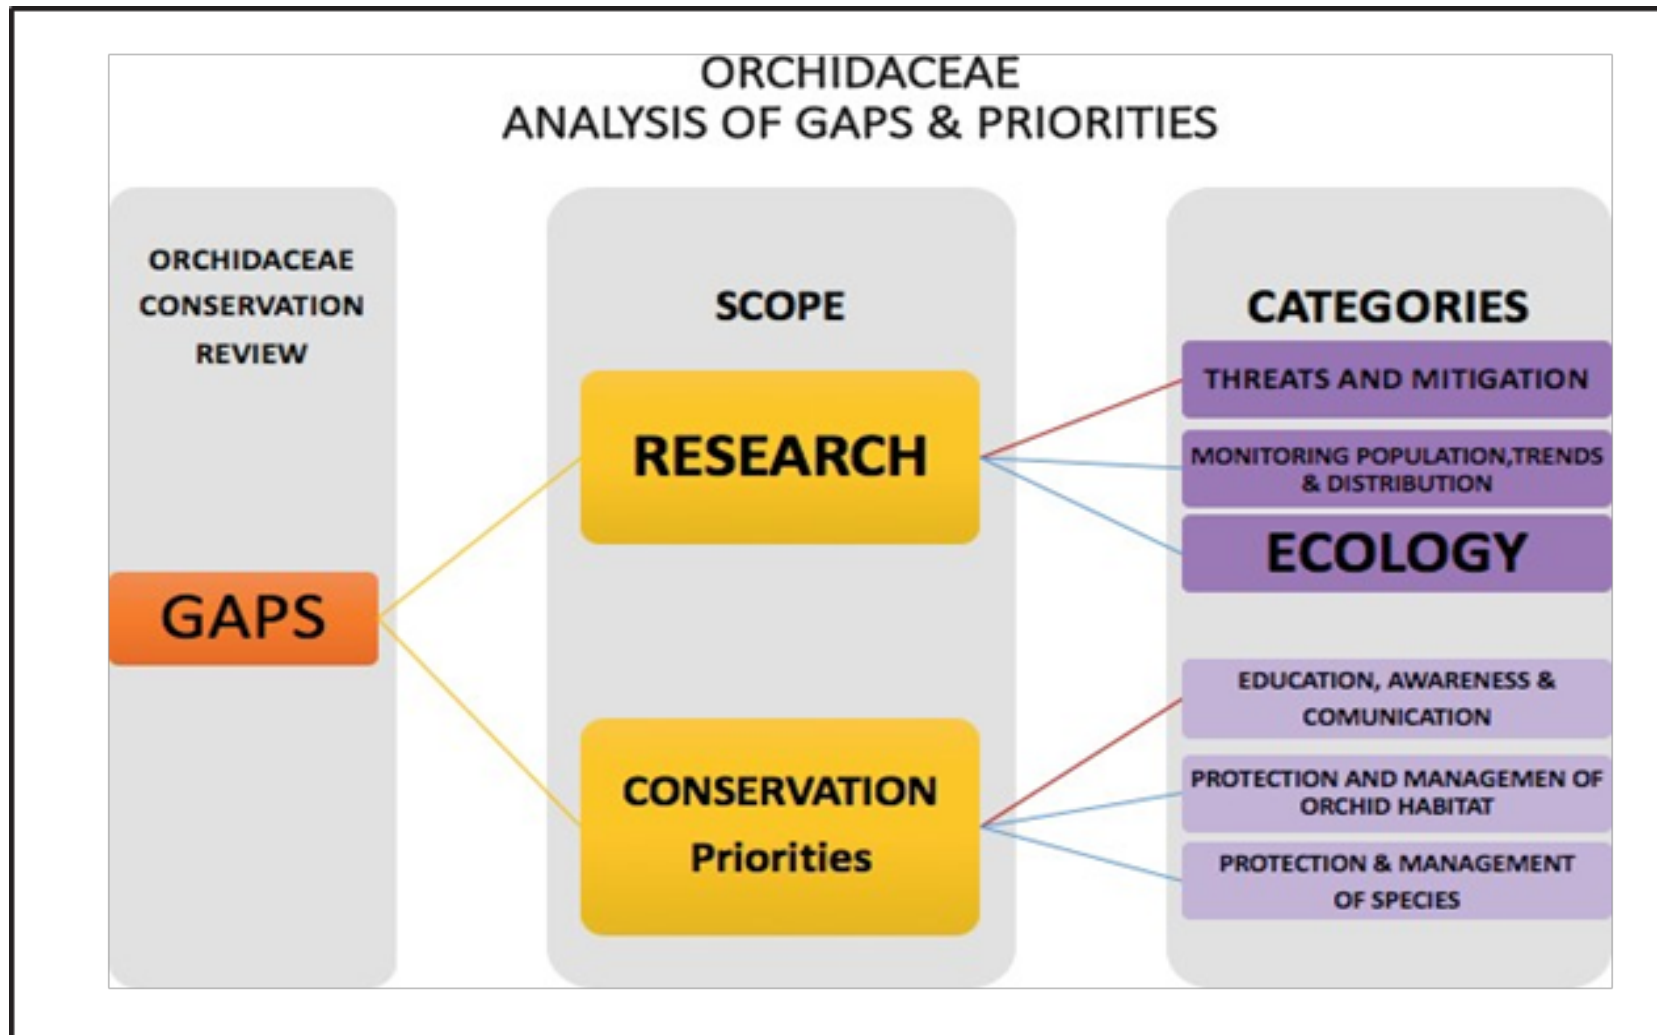 ORCHIDACEAE
ANALYSIS OF GAPS & PRIORITIES
ORCHIDACEAE
CONSERVATION
REVIEW
GAPS
SCOPE
RESEARCH
CONSERVATION
Priorities
CATEGORIES
THREATS AND MITIGATION
MONITORING POPULATION,TRENDS
& DISTRIBUTION
ECOLOGY
EDUCATION, AWARENESS &
COMUNICATION
PROTECTION AND MANAGEMEN OF
ORCHID HABITAT
PROTECTION & MANAGEMENT
OF SPECIES